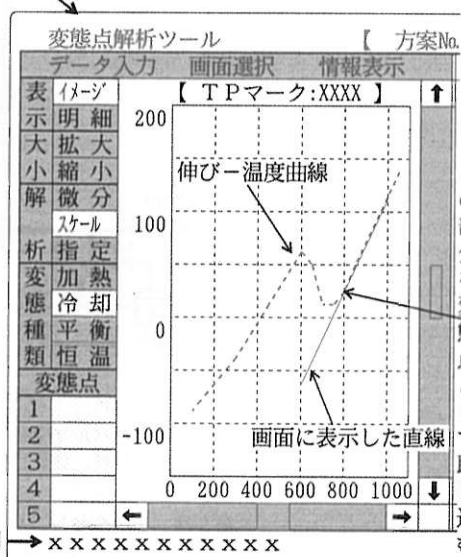 変態点解析ツール 【 方案No.
データ入力 画面選択 情報表示
表 イメージ 【 TPマーク:XXXX 】 ↑
示 明細 200
大 拡大
小 縮小
伸び－温度曲線
解 微分
スケール 100
析 指定
変 加熱
態 冷却 0
種 平衡
類 恒温
変態点
1
2 -100 画面に表示した直線
3
4 0 200 400 600 800 1000 ↓
5 ← →
XXXXXXXXXXX